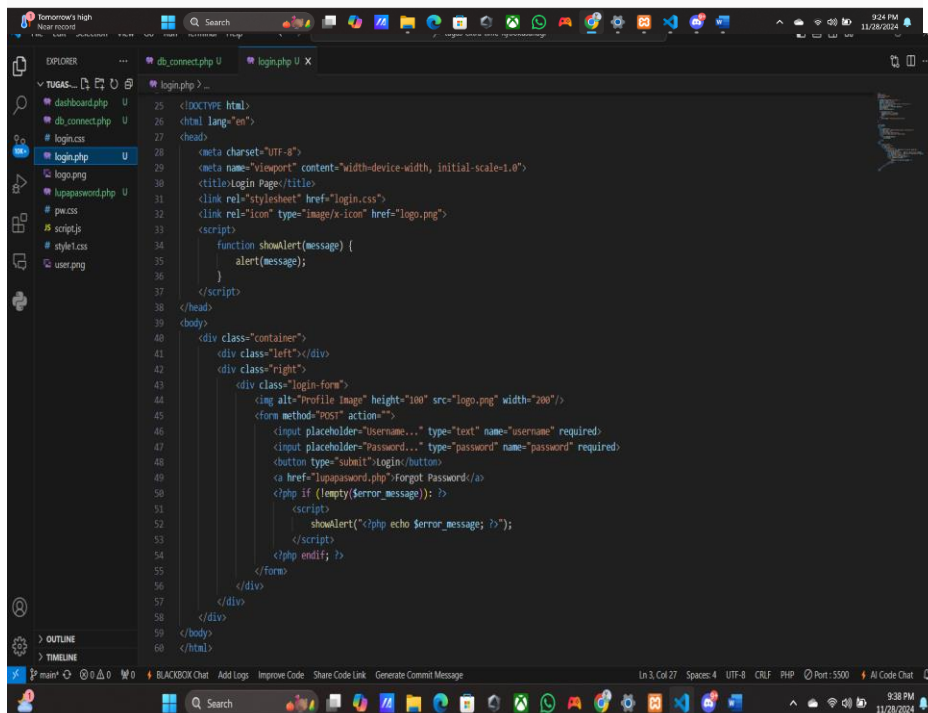 Tomorrow's high
Near record
Search
9:24 PM
11/28/2024
EXPLORER
db_connect.php U
login.php U X
TUGAS-...
login.php > ...
dashboard.php U
db_connect.php U
# login.css
login.php U
logo.png
lupapasword.php U
# pw.css
JS script.js
# style1.css
user.png
25 <!DOCTYPE html>
26 <html lang="en">
27 <head>
28 <meta charset="UTF-8">
29 <meta name="viewport" content="width=device-width, initial-scale=1.0">
30 <title>Login Page</title>
31 <link rel="stylesheet" href="login.css">
32 <link rel="icon" type="image/x-icon" href="logo.png">
33 <script>
34 function showAlert(message) {
35 alert(message);
36 }
37 </script>
38 </head>
39 <body>
40 <div class="container">
41 <div class="left"></div>
42 <div class="right">
43 <div class="login-form">
44 <img alt="Profile Image" height="100" src="logo.png" width="200"/>
45 <form method="POST" action="">
46 <input placeholder="Username..." type="text" name="username" required>
47 <input placeholder="Password..." type="password" name="password" required>
48 <button type="submit">Login</button>
49 <a href="lupapasword.php">Forgot Password</a>
50 <?php if (!empty($error_message)): ?>
51 <script>
52 showAlert("<?php echo $error_message; ?>");
53 </script>
54 <?php endif; ?>
55 </form>
56 </div>
57 </div>
58 </div>
59 </body>
60 </html>
> OUTLINE
> TIMELINE
main* 0 0 0 BLACKBOX Chat Add Logs Improve Code Share Code Link Generate Commit Message Ln 3, Col 27 Spaces: 4 UTF-8 CRLF PHP Port : 5500 AI Code Chat
Search
9:38 PM
11/28/2024